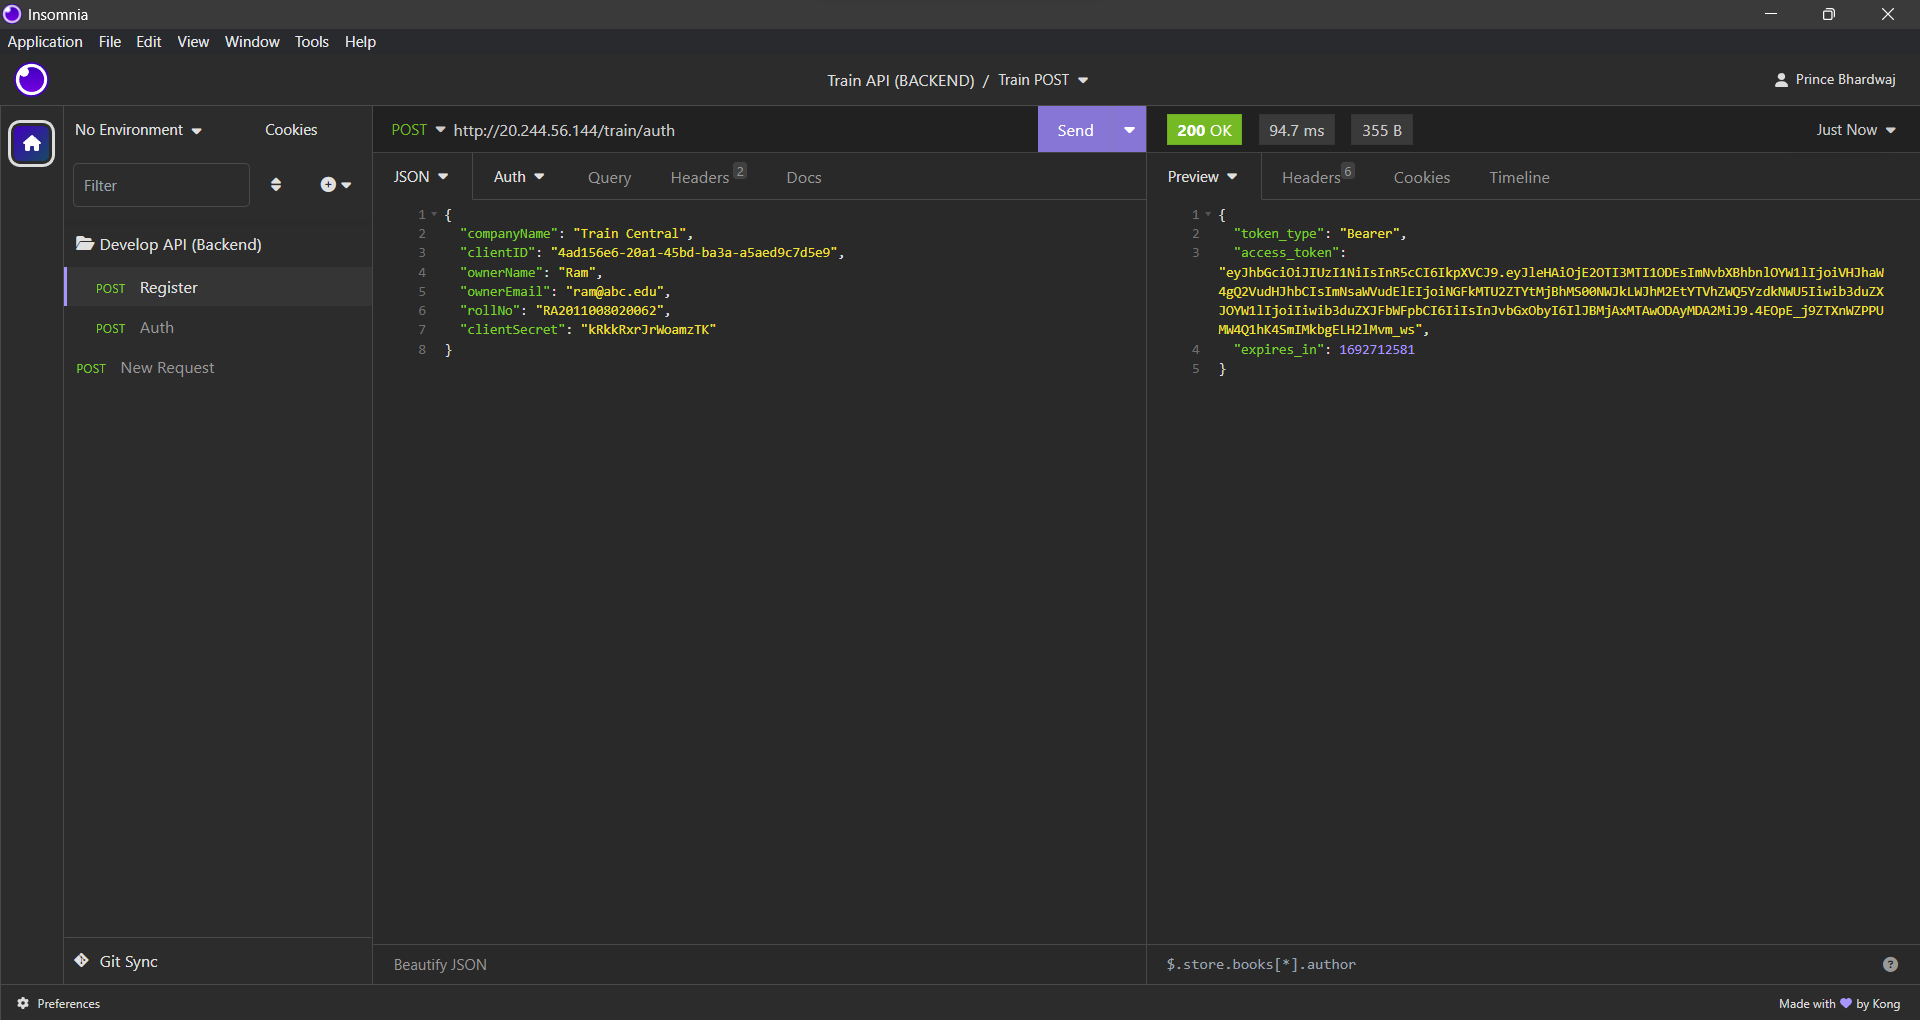 Insomnia
Application File Edit View Window Tools Help
Train API (BACKEND) / Train POST
Prince Bhardwaj
No Environment Cookies
Filter
Develop API (Backend)
POST Register
POST Auth
POST New Request
Git Sync
Preferences
POST http://20.244.56.144/train/auth Send
JSON Auth Query Headers 2 Docs
1 {
2 "companyName": "Train Central",
3 "clientID": "4ad156e6-20a1-45bd-ba3a-a5aed9c7d5e9",
4 "ownerName": "Ram",
5 "ownerEmail": "ram@abc.edu",
6 "rollNo": "RA2011008020062",
7 "clientSecret": "kRkkRxrJrWoamzTK"
8 }
Beautify JSON
200 OK 94.7 ms 355 B Just Now
Preview Headers 6 Cookies Timeline
1 {
2 "token_type": "Bearer",
3 "access_token":
"eyJhbGciOiJIUzI1NiIsInR5cCI6IkpXVCJ9.eyJleHAiOjE2OTI3MTI1ODEsImNvbXBhbnlOYW1lIjoiVHJhaW
4gQ2VudHJhbCIsImNsaWVudElEIjoiNGFkMTU2ZTYtMjBhMS00NWJkLWJhM2EtYTVhZWQ5YzdkNWU5Iiwib3duZX
JOYW1lIjoiIiwib3duZXJFbWFpbCI6IiIsInJvbGxObyI6IlJBMjAxMTAwODAyMDA2MiJ9.4EOpE_j9ZTXnWZPPU
MW4Q1hK4SmIMkbgELH2lMvm_ws",
4 "expires_in": 1692712581
5 }
$.store.books[*].author
Made with by Kong